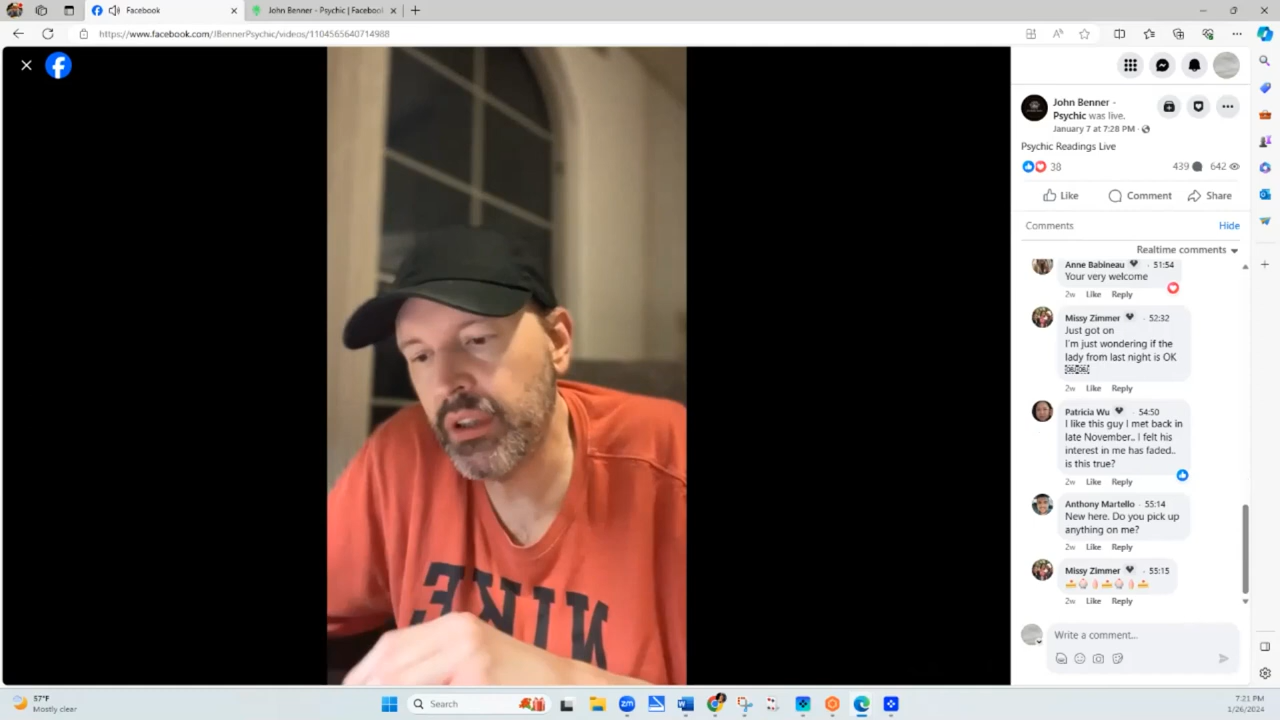 Facebook
John Benner - Psychic | Facebool
https://www.facebook.com/JBennerPsychic/videos/1104565640714988
John Benner -
Psychic was live.
January 7 at 7:28 PM
Psychic Readings Live
38
439
642
Like
Comment
Share
Comments
Hide
Realtime comments
Anne Babineau · 51:54
Your very welcome
2w Like Reply
Missy Zimmer · 52:32
Just got on
I'm just wondering if the
lady from last night is OK
2w Like Reply
Patricia Wu · 54:50
I like this guy I met back in
late November.. I felt his
interest in me has faded..
is this true?
2w Like Reply
Anthony Martello · 55:14
New here. Do you pick up
anything on me?
2w Like Reply
Missy Zimmer · 55:15
2w Like Reply
Write a comment...
NIKE
57°F
Mostly clear
Search
zm
7:21 PM
1/26/2024